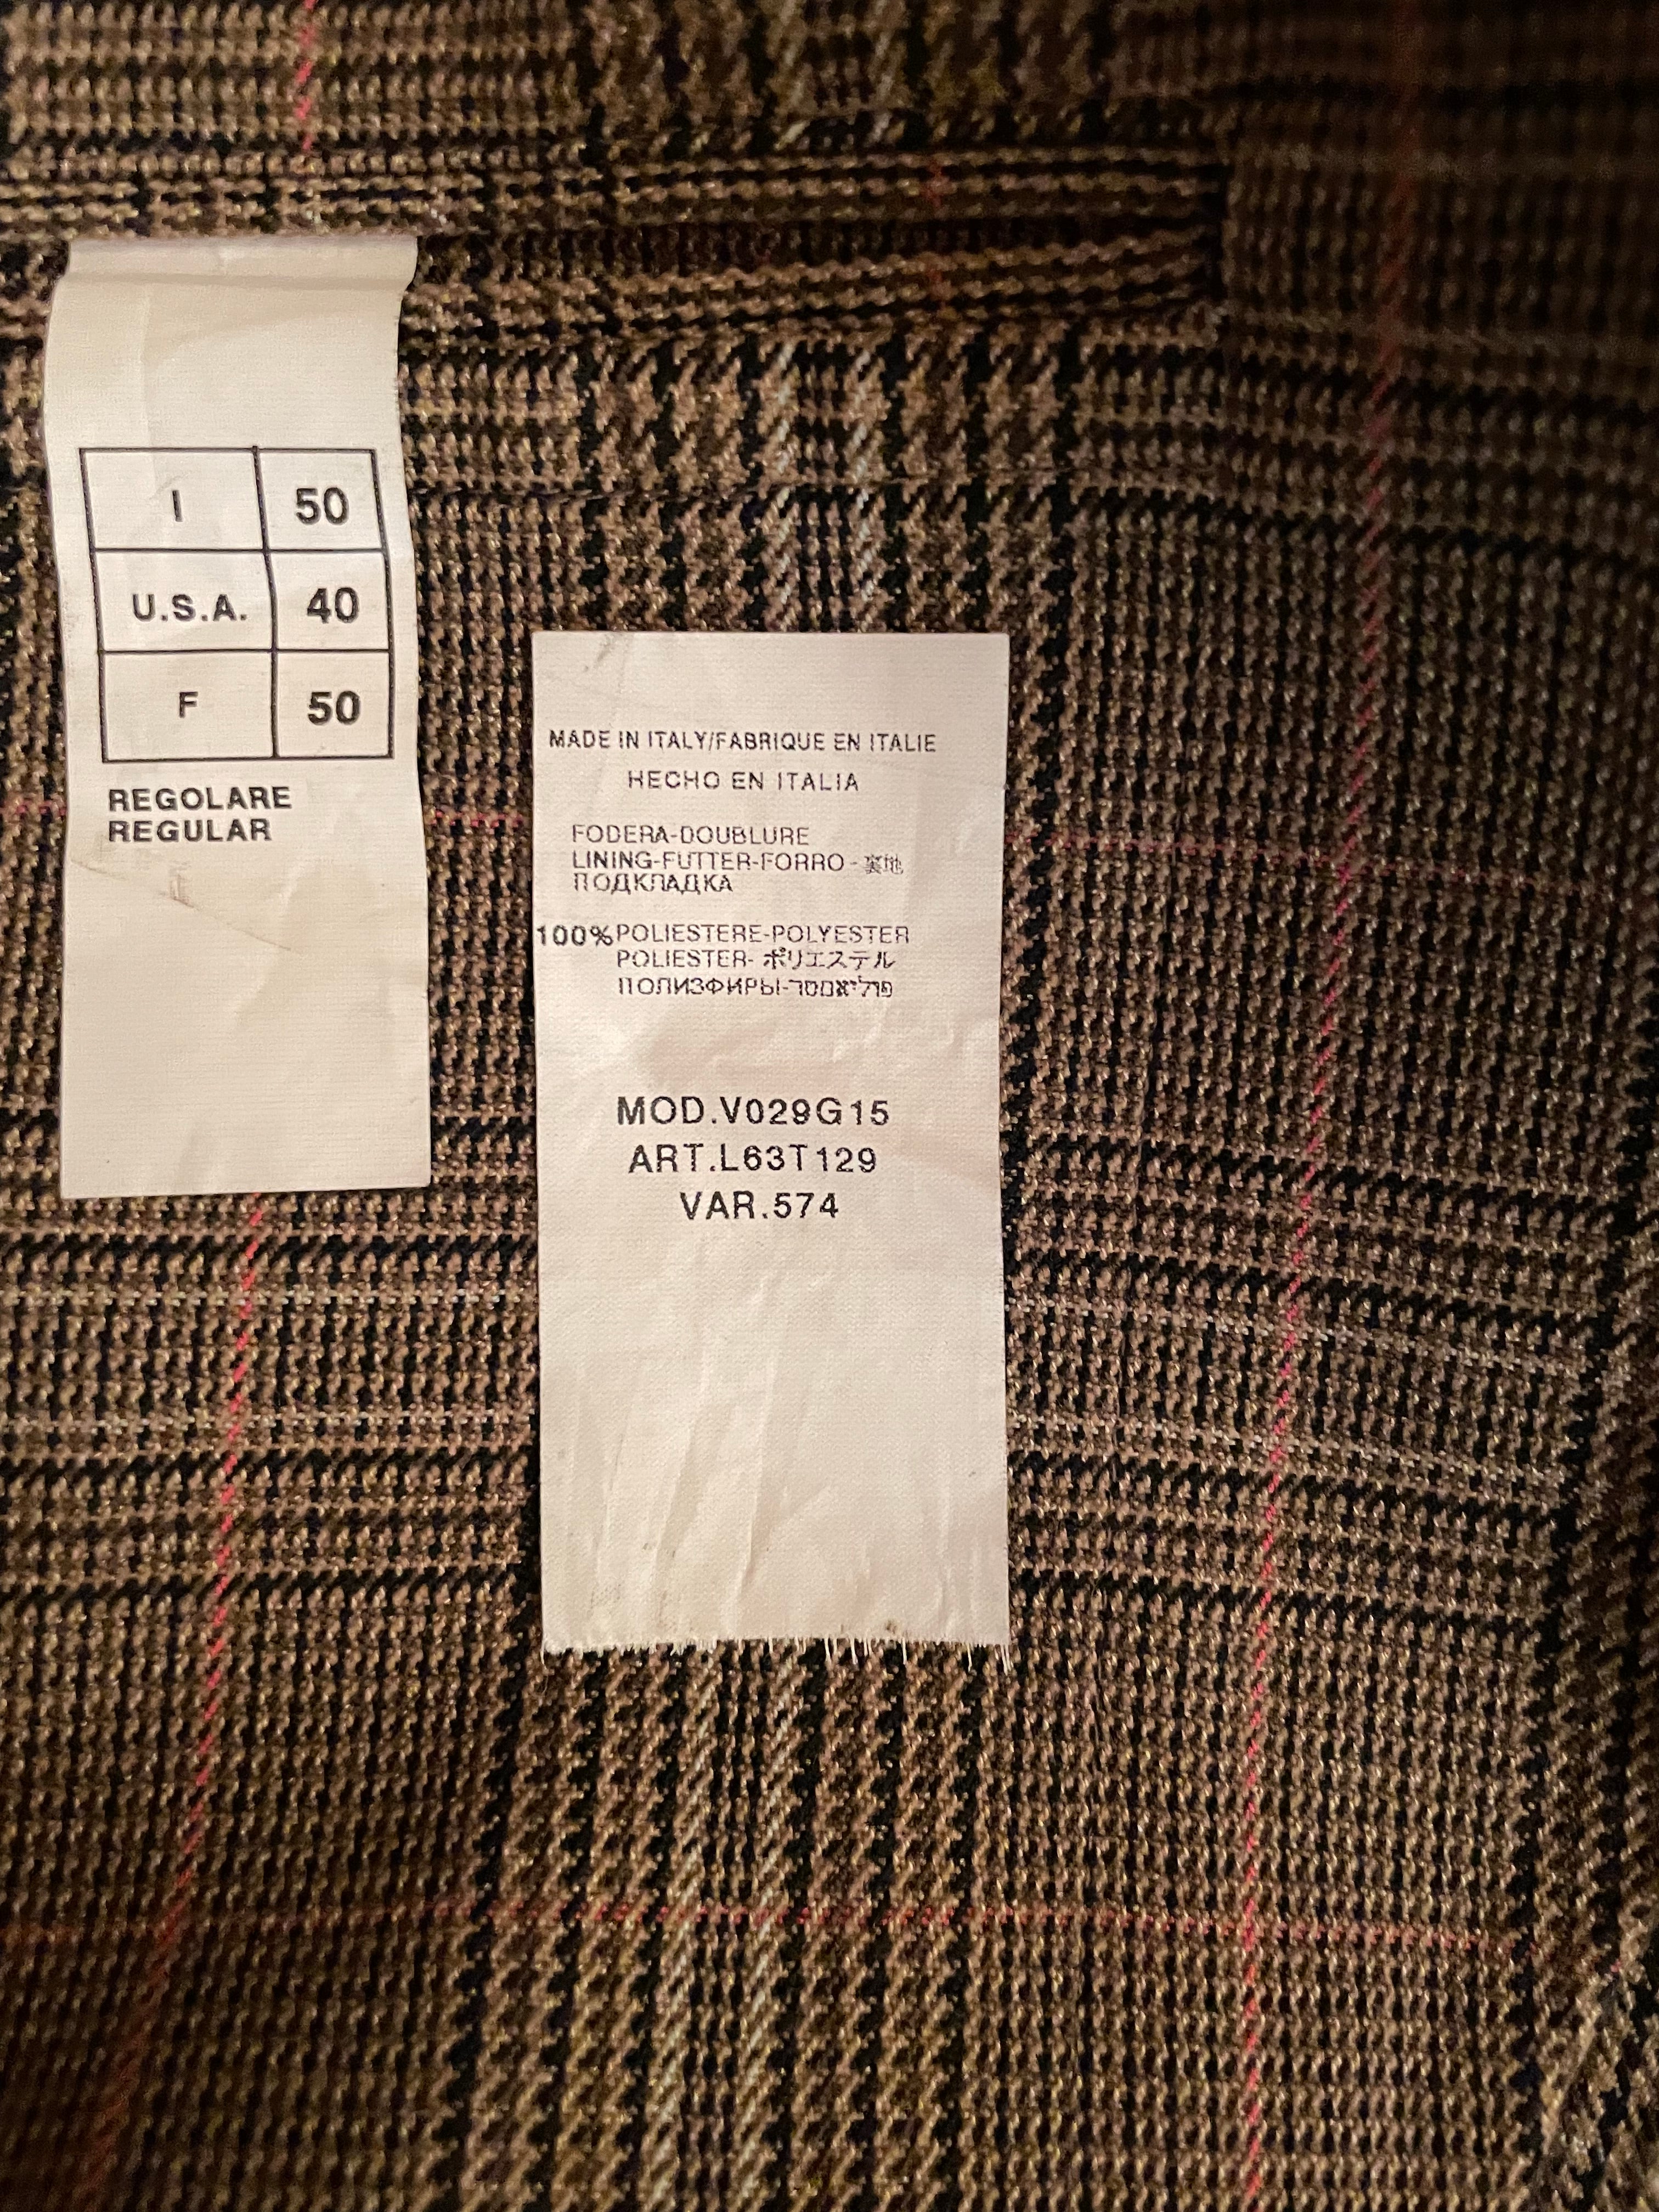 I 50
U.S.A. 40
F 50
REGOLARE
REGULAR
MADE IN ITALY/FABRIQUE EN ITALIE
HECHO EN ITALIA
FODERA-DOUBLURE
LINING-FUTTER-FORRO - 裏地
ПОДКЛАДКА
100% POLIESTERE-POLYESTER
POLIESTER- ポリエステル
ПОЛИЭФИРЫ-פוליאסטר
MOD.V029G15
ART.L63T129
VAR.574